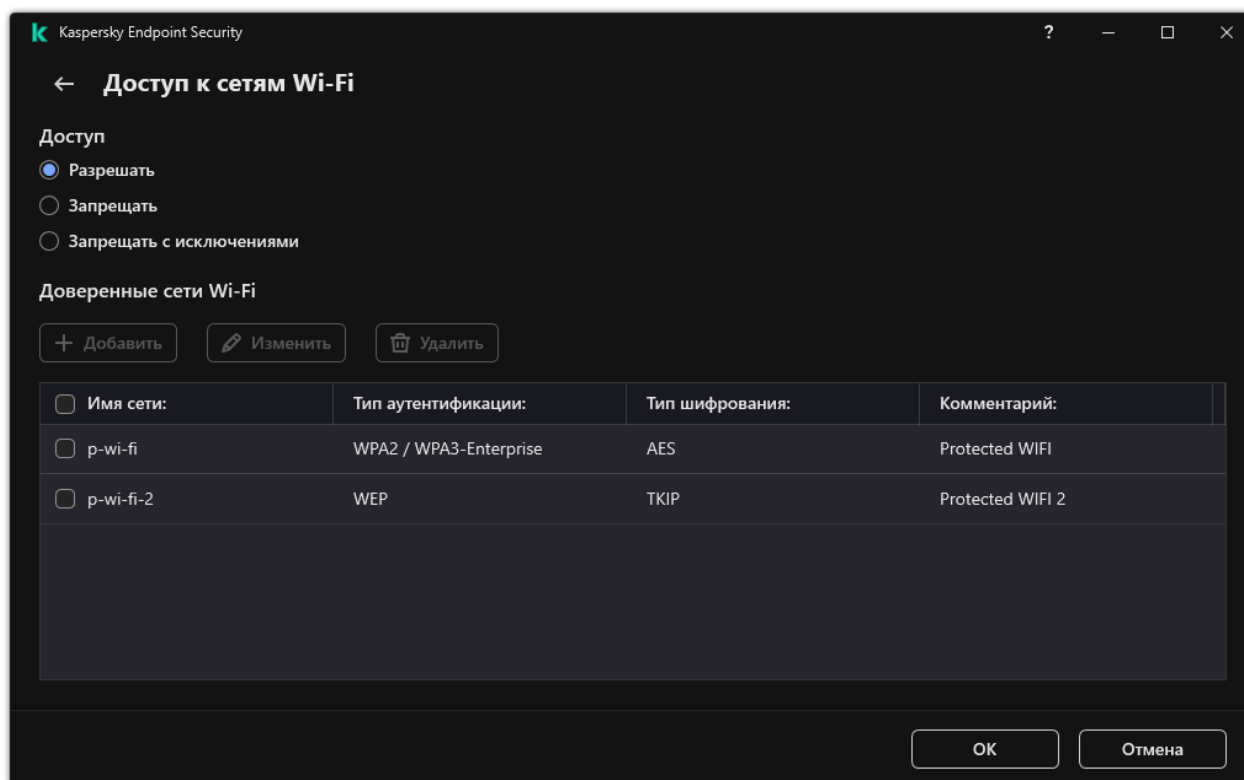 Kaspersky Endpoint Security ?
Доступ к сетям Wi-Fi
Доступ
Разрешать
Запрещать
Запрещать с исключениями
Доверенные сети Wi-Fi
Добавить Изменить Удалить
Имя сети: Тип аутентификации: Тип шифрования: Комментарий:
p-wi-fi WPA2 / WPA3-Enterprise AES Protected WIFI
p-wi-fi-2 WEP TKIP Protected WIFI 2
ОК Отмена